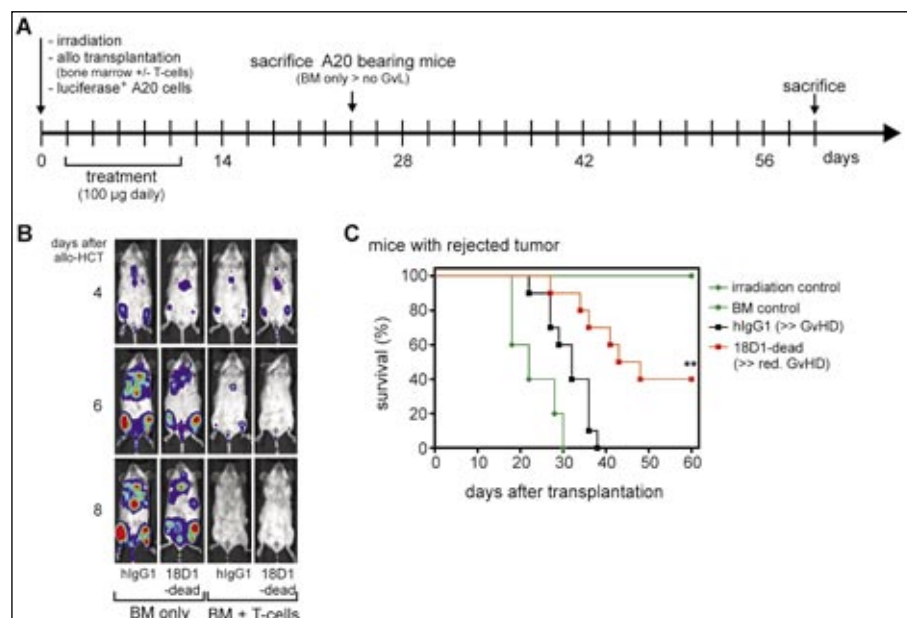 A
- irradiation
- allo transplantation
(bone marrow +/- T-cells)
- luciferase⁺ A20 cells
sacrifice A20 bearing mice
(BM only > no GvL)
sacrifice
0
14
28
42
56
days
treatment
(100 µg daily)
B
days after
allo-HCT
4
6
8
hIgG1
18D1
-dead
hIgG1
18D1
-dead
BM only
BM + T-cells
C
mice with rejected tumor
survival (%)
100
80
60
40
20
0
0
10
20
30
40
50
60
days after transplantation
**
irradiation control
BM control
hIgG1 (>> GvHD)
18D1-dead
(>> red. GvHD)